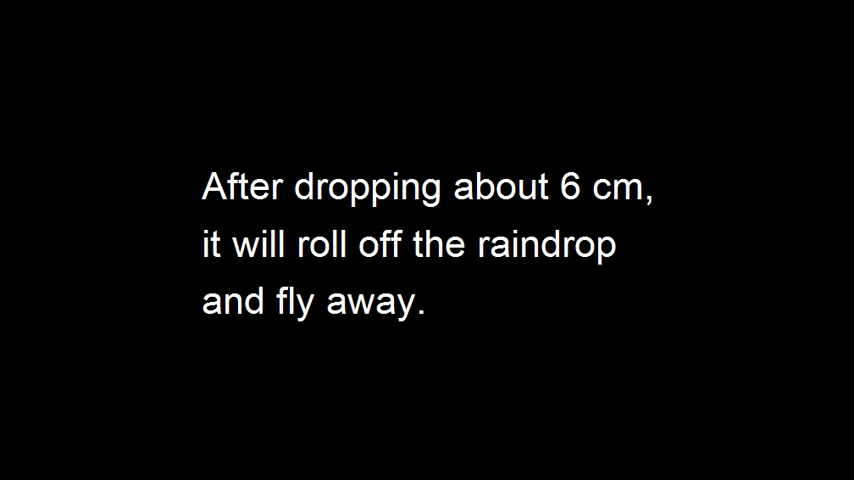 After dropping about 6 cm,
it will roll off the raindrop
and fly away.